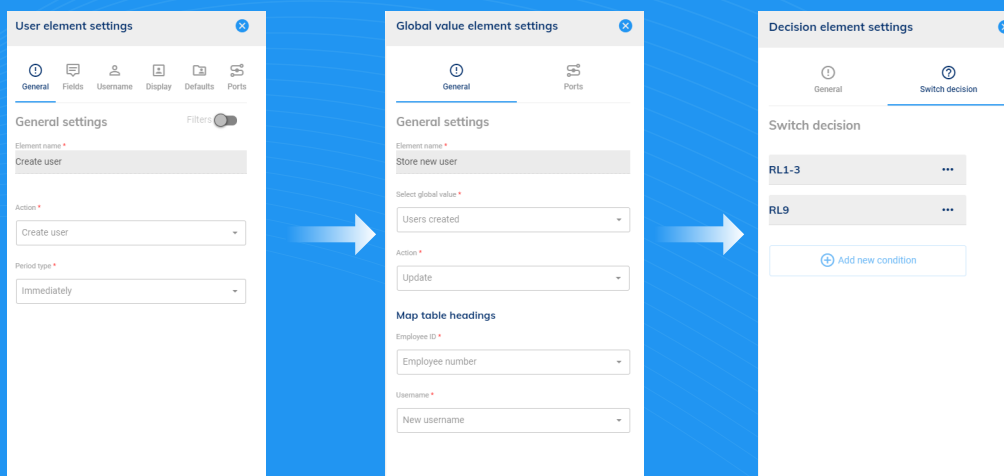 User element settings
General
Fields
Username
Display
Defaults
Ports
General settings
Filters
Element name *
Create user
Action *
Create user
Period type *
Immediately
Global value element settings
General
Ports
General settings
Element name *
Store new user
Select global value *
Users created
Action *
Update
Map table headings
Employee ID *
Employee number
Username *
New username
Decision element settings
General
Switch decision
Switch decision
RL1-3
RL9
Add new condition